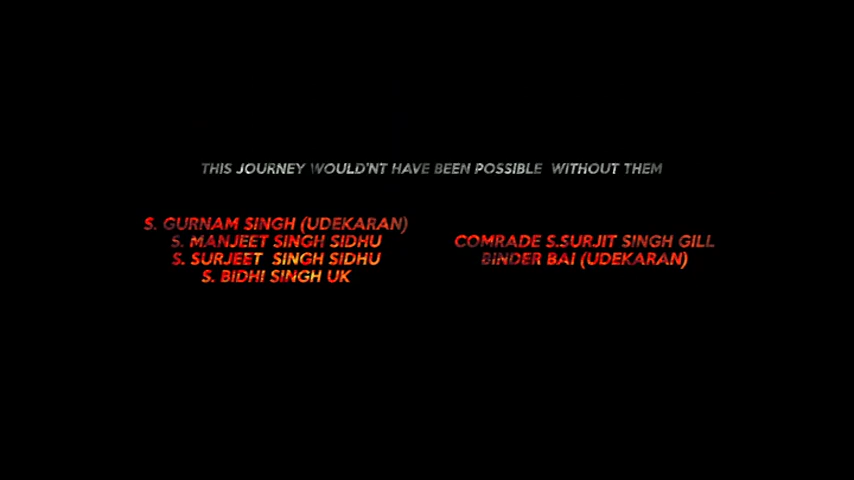 THIS JOURNEY WOULD'NT HAVE BEEN POSSIBLE WITHOUT THEM
S. GURNAM SINGH (UDEKARAN)
S. MANJEET SINGH SIDHU
S. SURJEET SINGH SIDHU
S. BIDHI SINGH UK
COMRADE S.SURJIT SINGH GILL
BINDER BAI (UDEKARAN)